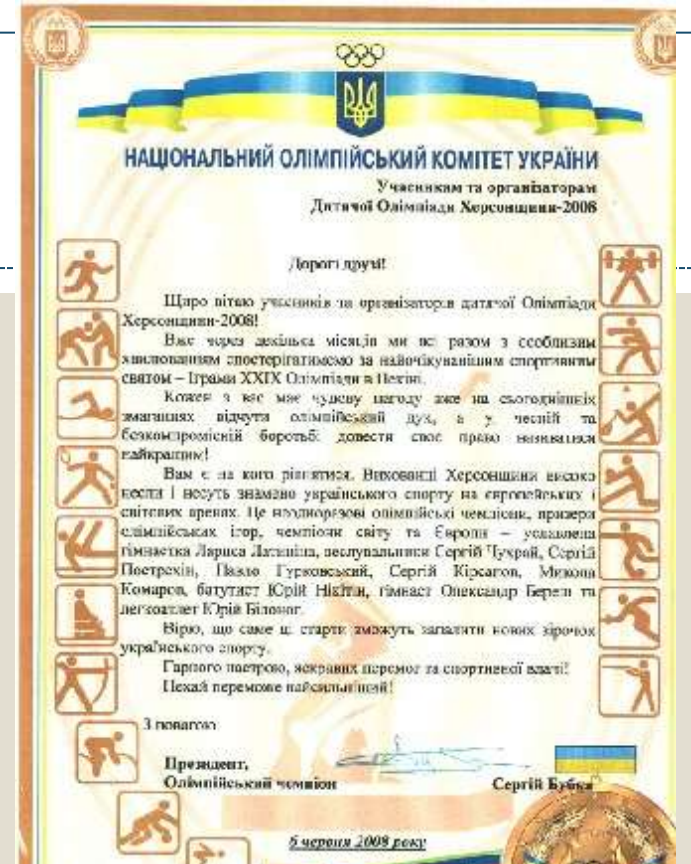 НАЦІОНАЛЬНИЙ ОЛІМПІЙСЬКИЙ КОМІТЕТ УКРАЇНИ
Учасникам та організаторам
Дитячої Олімпіади Херсонщини-2008
Дорогі друзі!
Щиро вітаю учасників та організаторів дитячої Олімпіади
Херсонщини-2008!
Вже через декілька місяців ми всі разом з особливим
хвилюванням спостерігатимемо за найочікуванішим спортивним
святом – Іграми XXIX Олімпіади в Пекіні.
Кожен з вас має чудову нагоду вже на сьогоднішніх
змаганнях відчути олімпійський дух, а у чесній та
безкомпромісній боротьбі довести своє право називатися
найкращим!
Вам є на кого рівнятися. Вихованці Херсонщини високо
несли і несуть знамено українського спорту на європейських і
світових аренах. Це неодноразові олімпійські чемпіони, призери
олімпійських ігор, чемпіони світу та Європи – уславлена
гімнастка Лариса Латиніна, веслувальники Сергій Чухрай, Сергій
Пострехін, Павло Гурковський, Сергій Кірсанов, Микола
Комаров, батутист Юрій Нікітін, гімнаст Олександр Береш та
легкоатлет Юрій Білоног.
Вірю, що саме ці старти зможуть запалити нових зірочок
українського спорту.
Гарного настрою, яскравих перемог та спортивної вдачі!
Нехай переможе найсильніший!
З повагою
Президент,
Олімпійський чемпіон Сергій Бубка
6 червня 2008 року